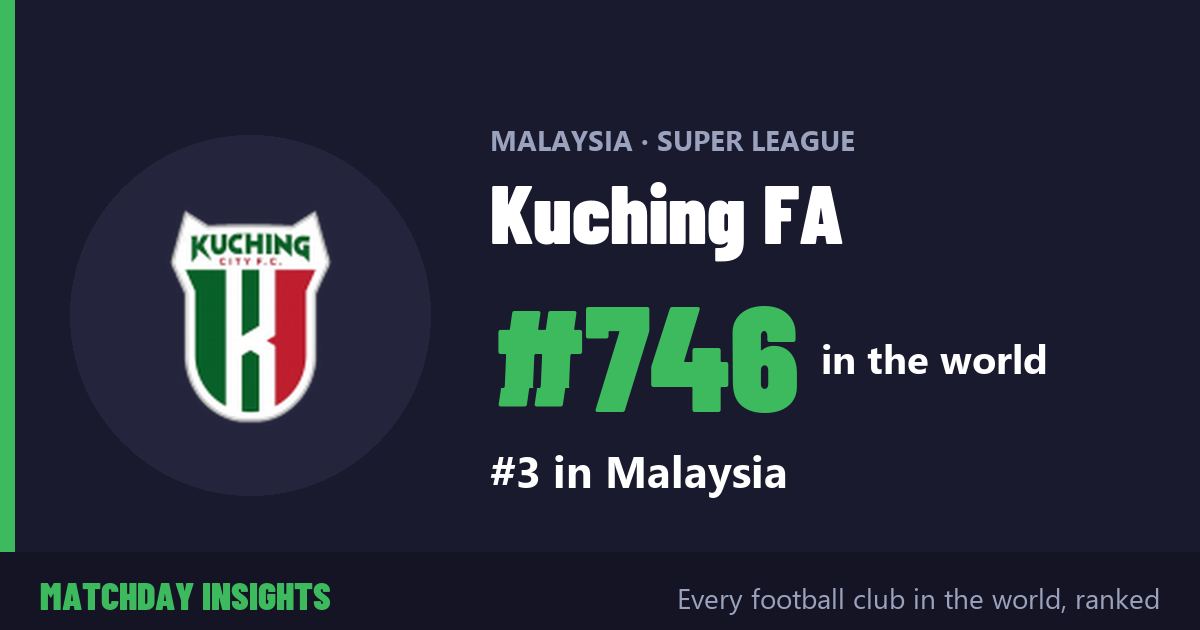 KUCHING
CITY F.C.
MALAYSIA · SUPER LEAGUE
Kuching FA
#746 in the world
#3 in Malaysia
MATCHDAY INSIGHTS
Every football club in the world, ranked